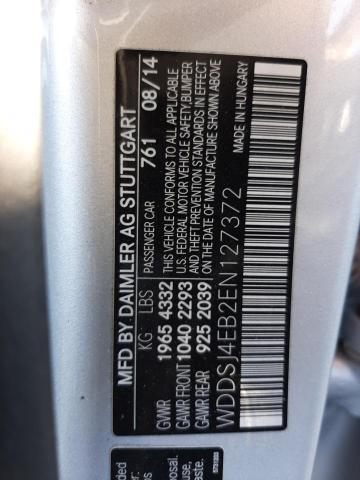 MFD BY DAIMLER AG STUTTGART
KG LBS PASSENGER CAR 761 08/14
GVWR 1965 4332 THIS VEHICLE CONFORMS TO ALL APPLICABLE
GAWR FRONT 1040 2293 U.S. FEDERAL MOTOR VEHICLE SAFETY, BUMPER
GAWR REAR 925 2039 & THEFT PREVENTION STANDARDS IN EFFECT
ON THE DATE OF MANUFACTURE SHOWN ABOVE
WDDSJ4EB2EN127372
MADE IN HUNGARY